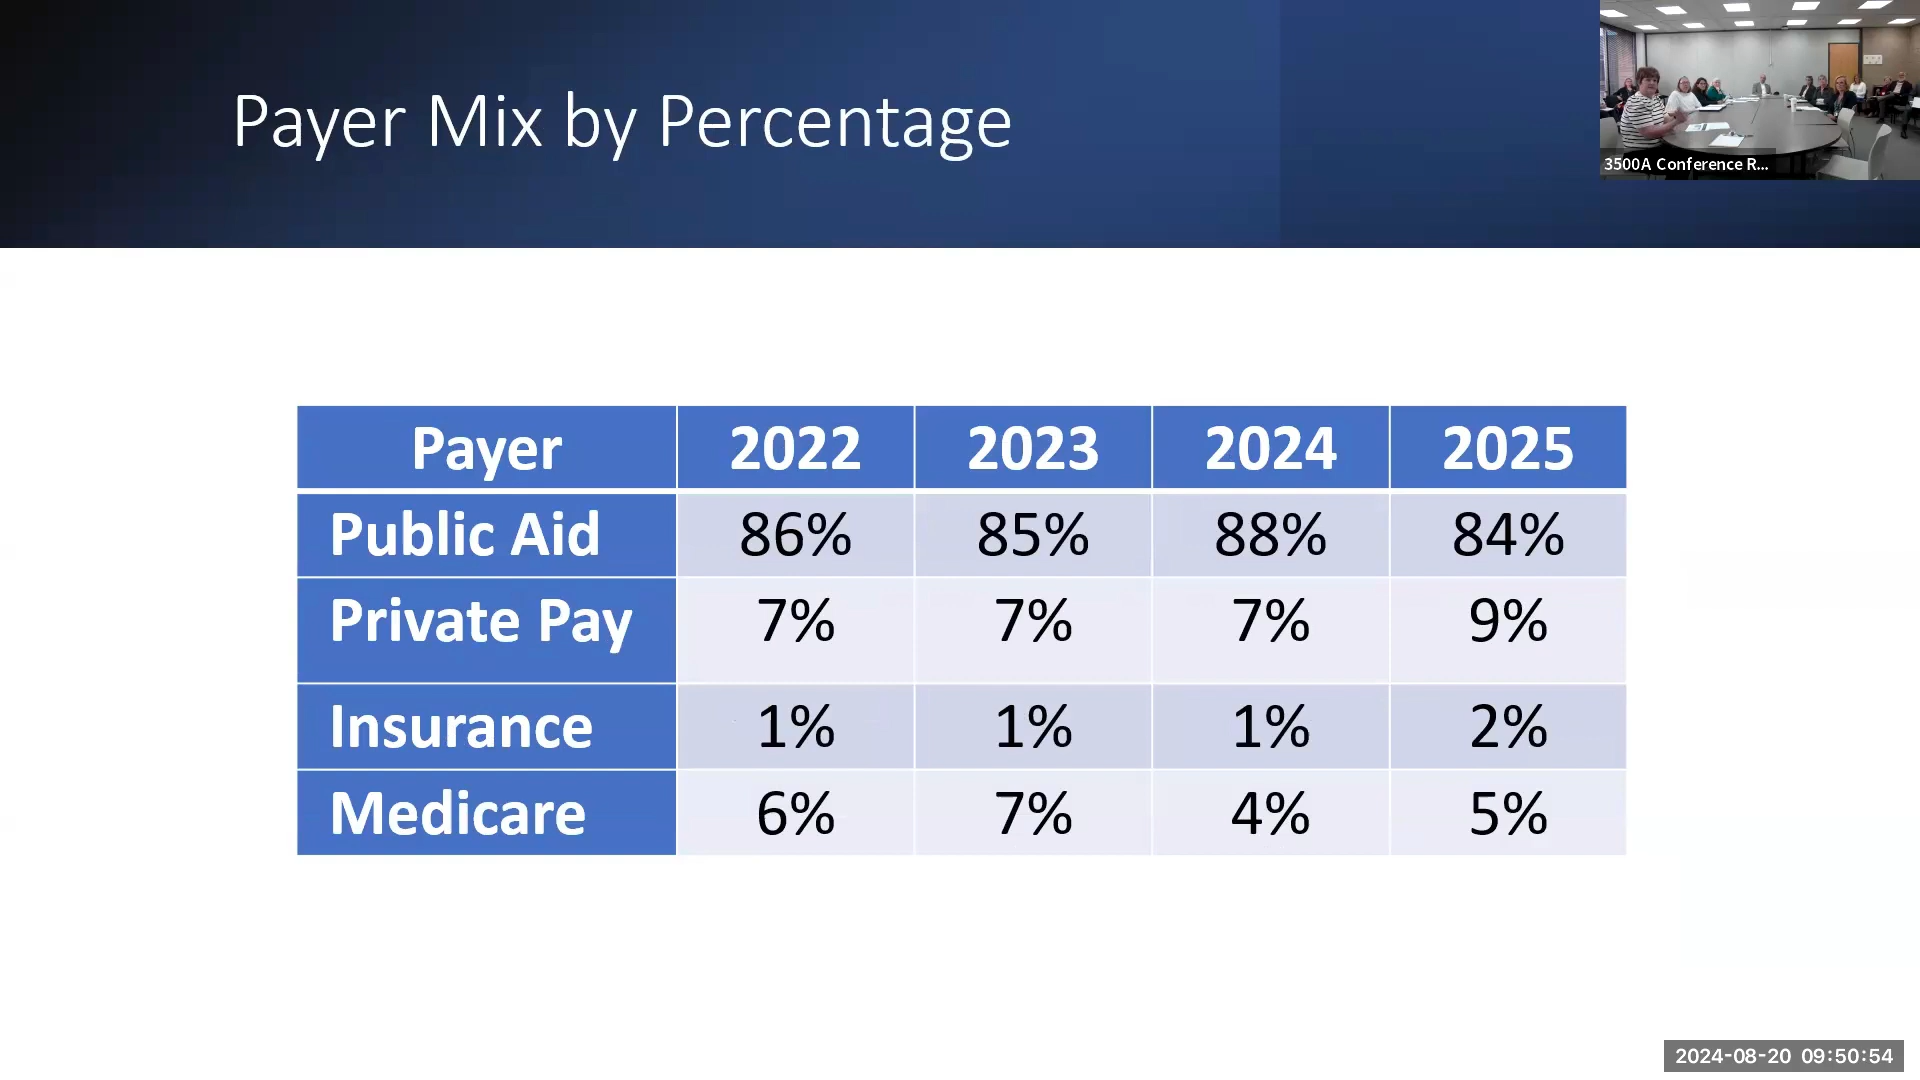 Payer Mix by Percentage
3500A Conference R...
Payer 2022 2023 2024 2025
Public Aid 86% 85% 88% 84%
Private Pay 7% 7% 7% 9%
Insurance 1% 1% 1% 2%
Medicare 6% 7% 4% 5%
2024-08-20 09:50:54